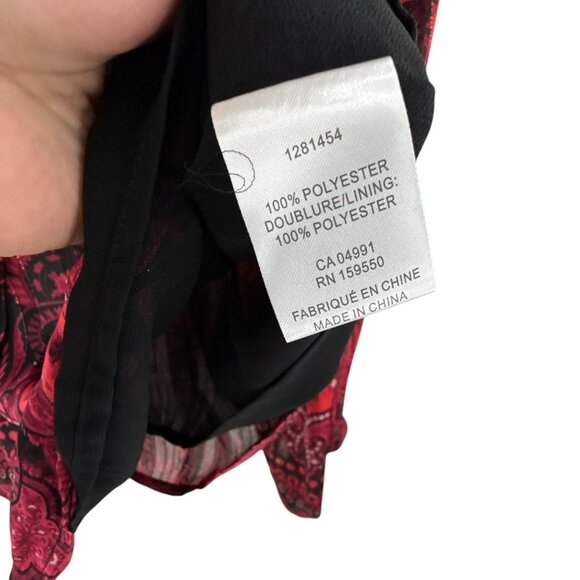 1281454
100% POLYESTER
DOUBLURE/LINING:
100% POLYESTER
CA 04991
RN 159550
FABRIQUÉ EN CHINE
MADE IN CHINA